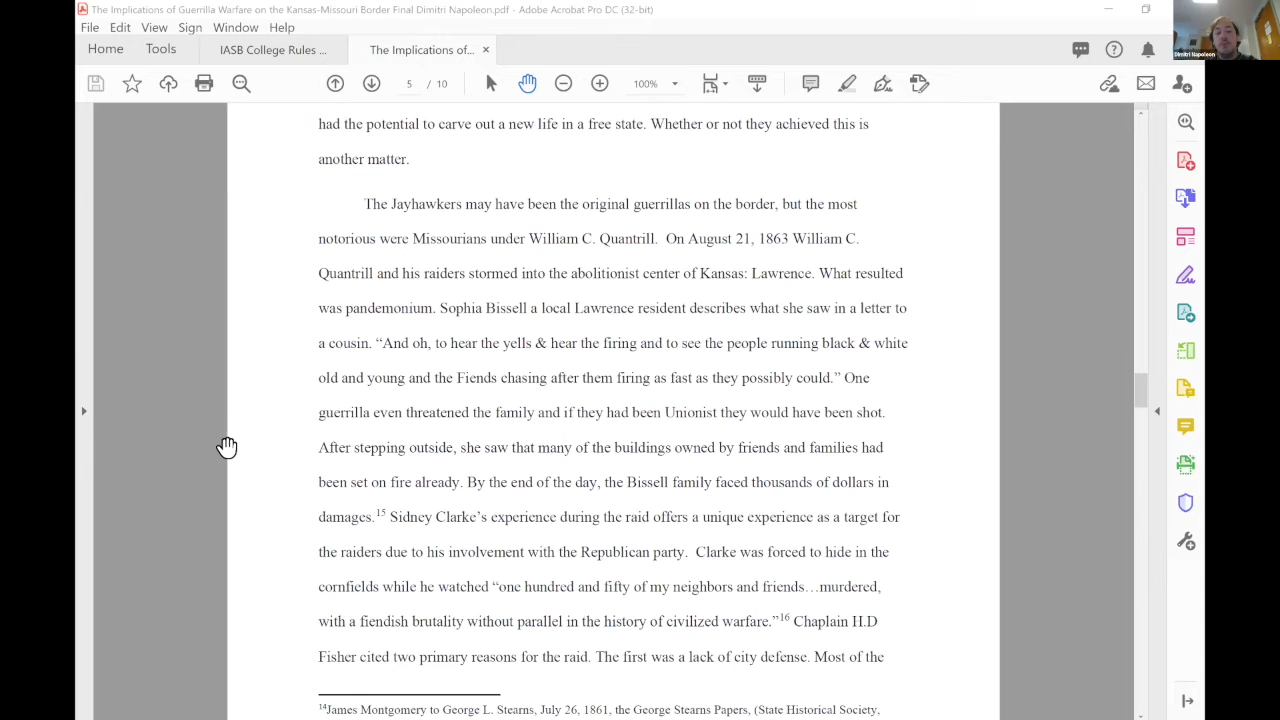 The Implications of Guerrilla Warfare on the Kansas-Missouri Border Final Dimitri Napoleon.pdf - Adobe Acrobat Pro DC (32-bit)
File Edit View Sign Window Help
Home Tools IASB College Rules ... The Implications of... ×
5 / 10 100%
Dimitri Napoleon
had the potential to carve out a new life in a free state. Whether or not they achieved this is
another matter.
The Jayhawkers may have been the original guerrillas on the border, but the most
notorious were Missourians under William C. Quantrill. On August 21, 1863 William C.
Quantrill and his raiders stormed into the abolitionist center of Kansas: Lawrence. What resulted
was pandemonium. Sophia Bissell a local Lawrence resident describes what she saw in a letter to
a cousin. “And oh, to hear the yells & hear the firing and to see the people running black & white
old and young and the Fiends chasing after them firing as fast as they possibly could.” One
guerrilla even threatened the family and if they had been Unionist they would have been shot.
After stepping outside, she saw that many of the buildings owned by friends and families had
been set on fire already. By the end of the day, the Bissell family faced thousands of dollars in
damages.15 Sidney Clarke’s experience during the raid offers a unique experience as a target for
the raiders due to his involvement with the Republican party. Clarke was forced to hide in the
cornfields while he watched “one hundred and fifty of my neighbors and friends…murdered,
with a fiendish brutality without parallel in the history of civilized warfare.”16 Chaplain H.D
Fisher cited two primary reasons for the raid. The first was a lack of city defense. Most of the
14James Montgomery to George L. Stearns, July 26, 1861, the George Stearns Papers, (State Historical Society,